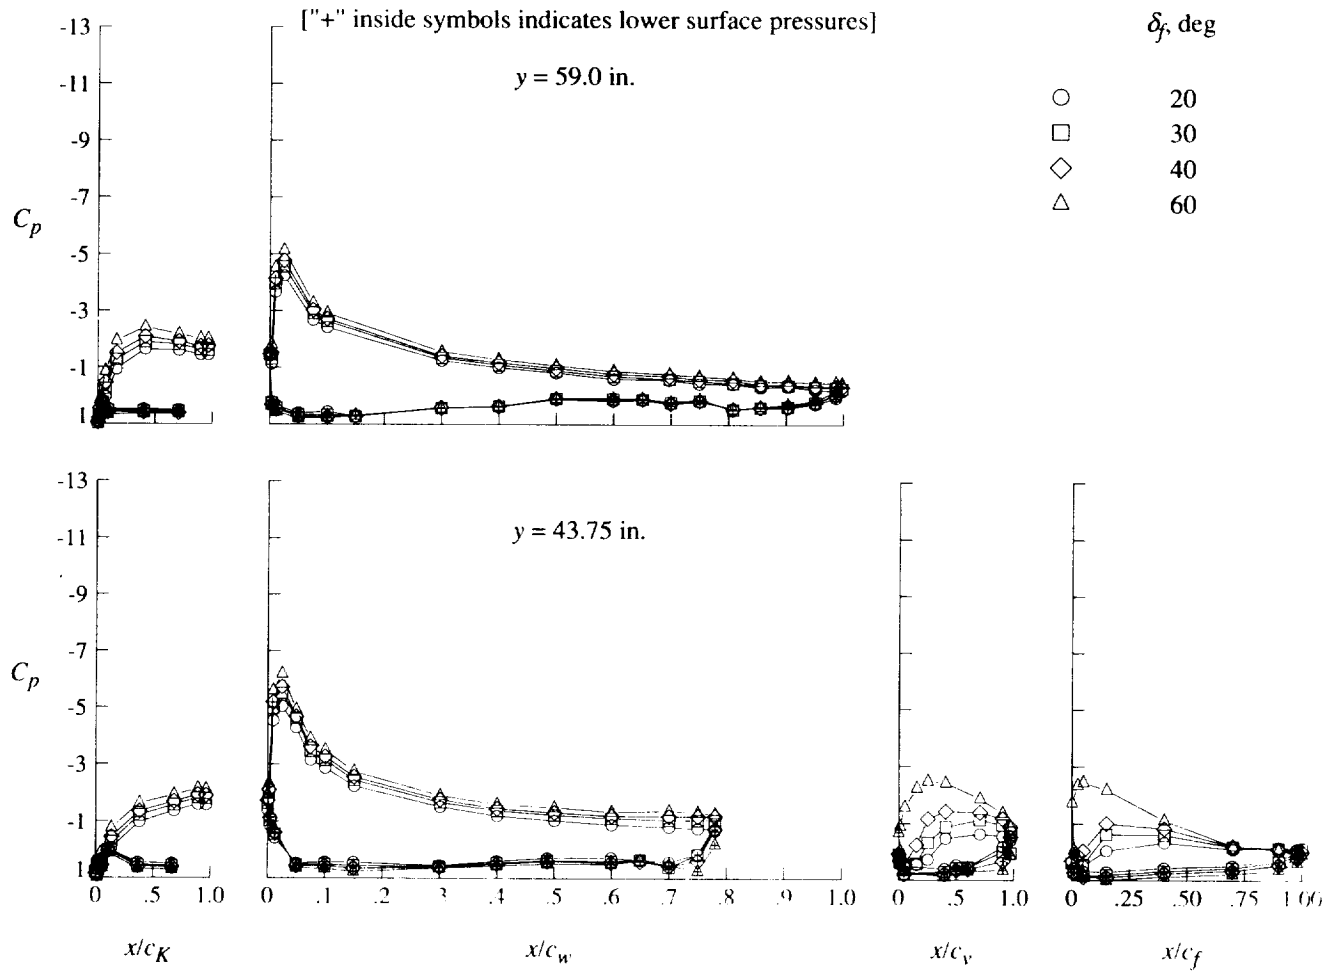 ["+" inside symbols indicates lower surface pressures]
δf, deg
y = 59.0 in.
20
30
40
60
-13
-11
-9
-7
Cp
-5
-3
-1
1
-13
y = 43.75 in.
-11
-9
-7
Cp
-5
-3
-1
1
0 .5 1.0
0 .1 .2 .3 .4 .5 .6 .7 .8 .9 1.0
0 .5 1.0
0 .25 .50 .75 1.00
x/cK
x/cw
x/cv
x/cf